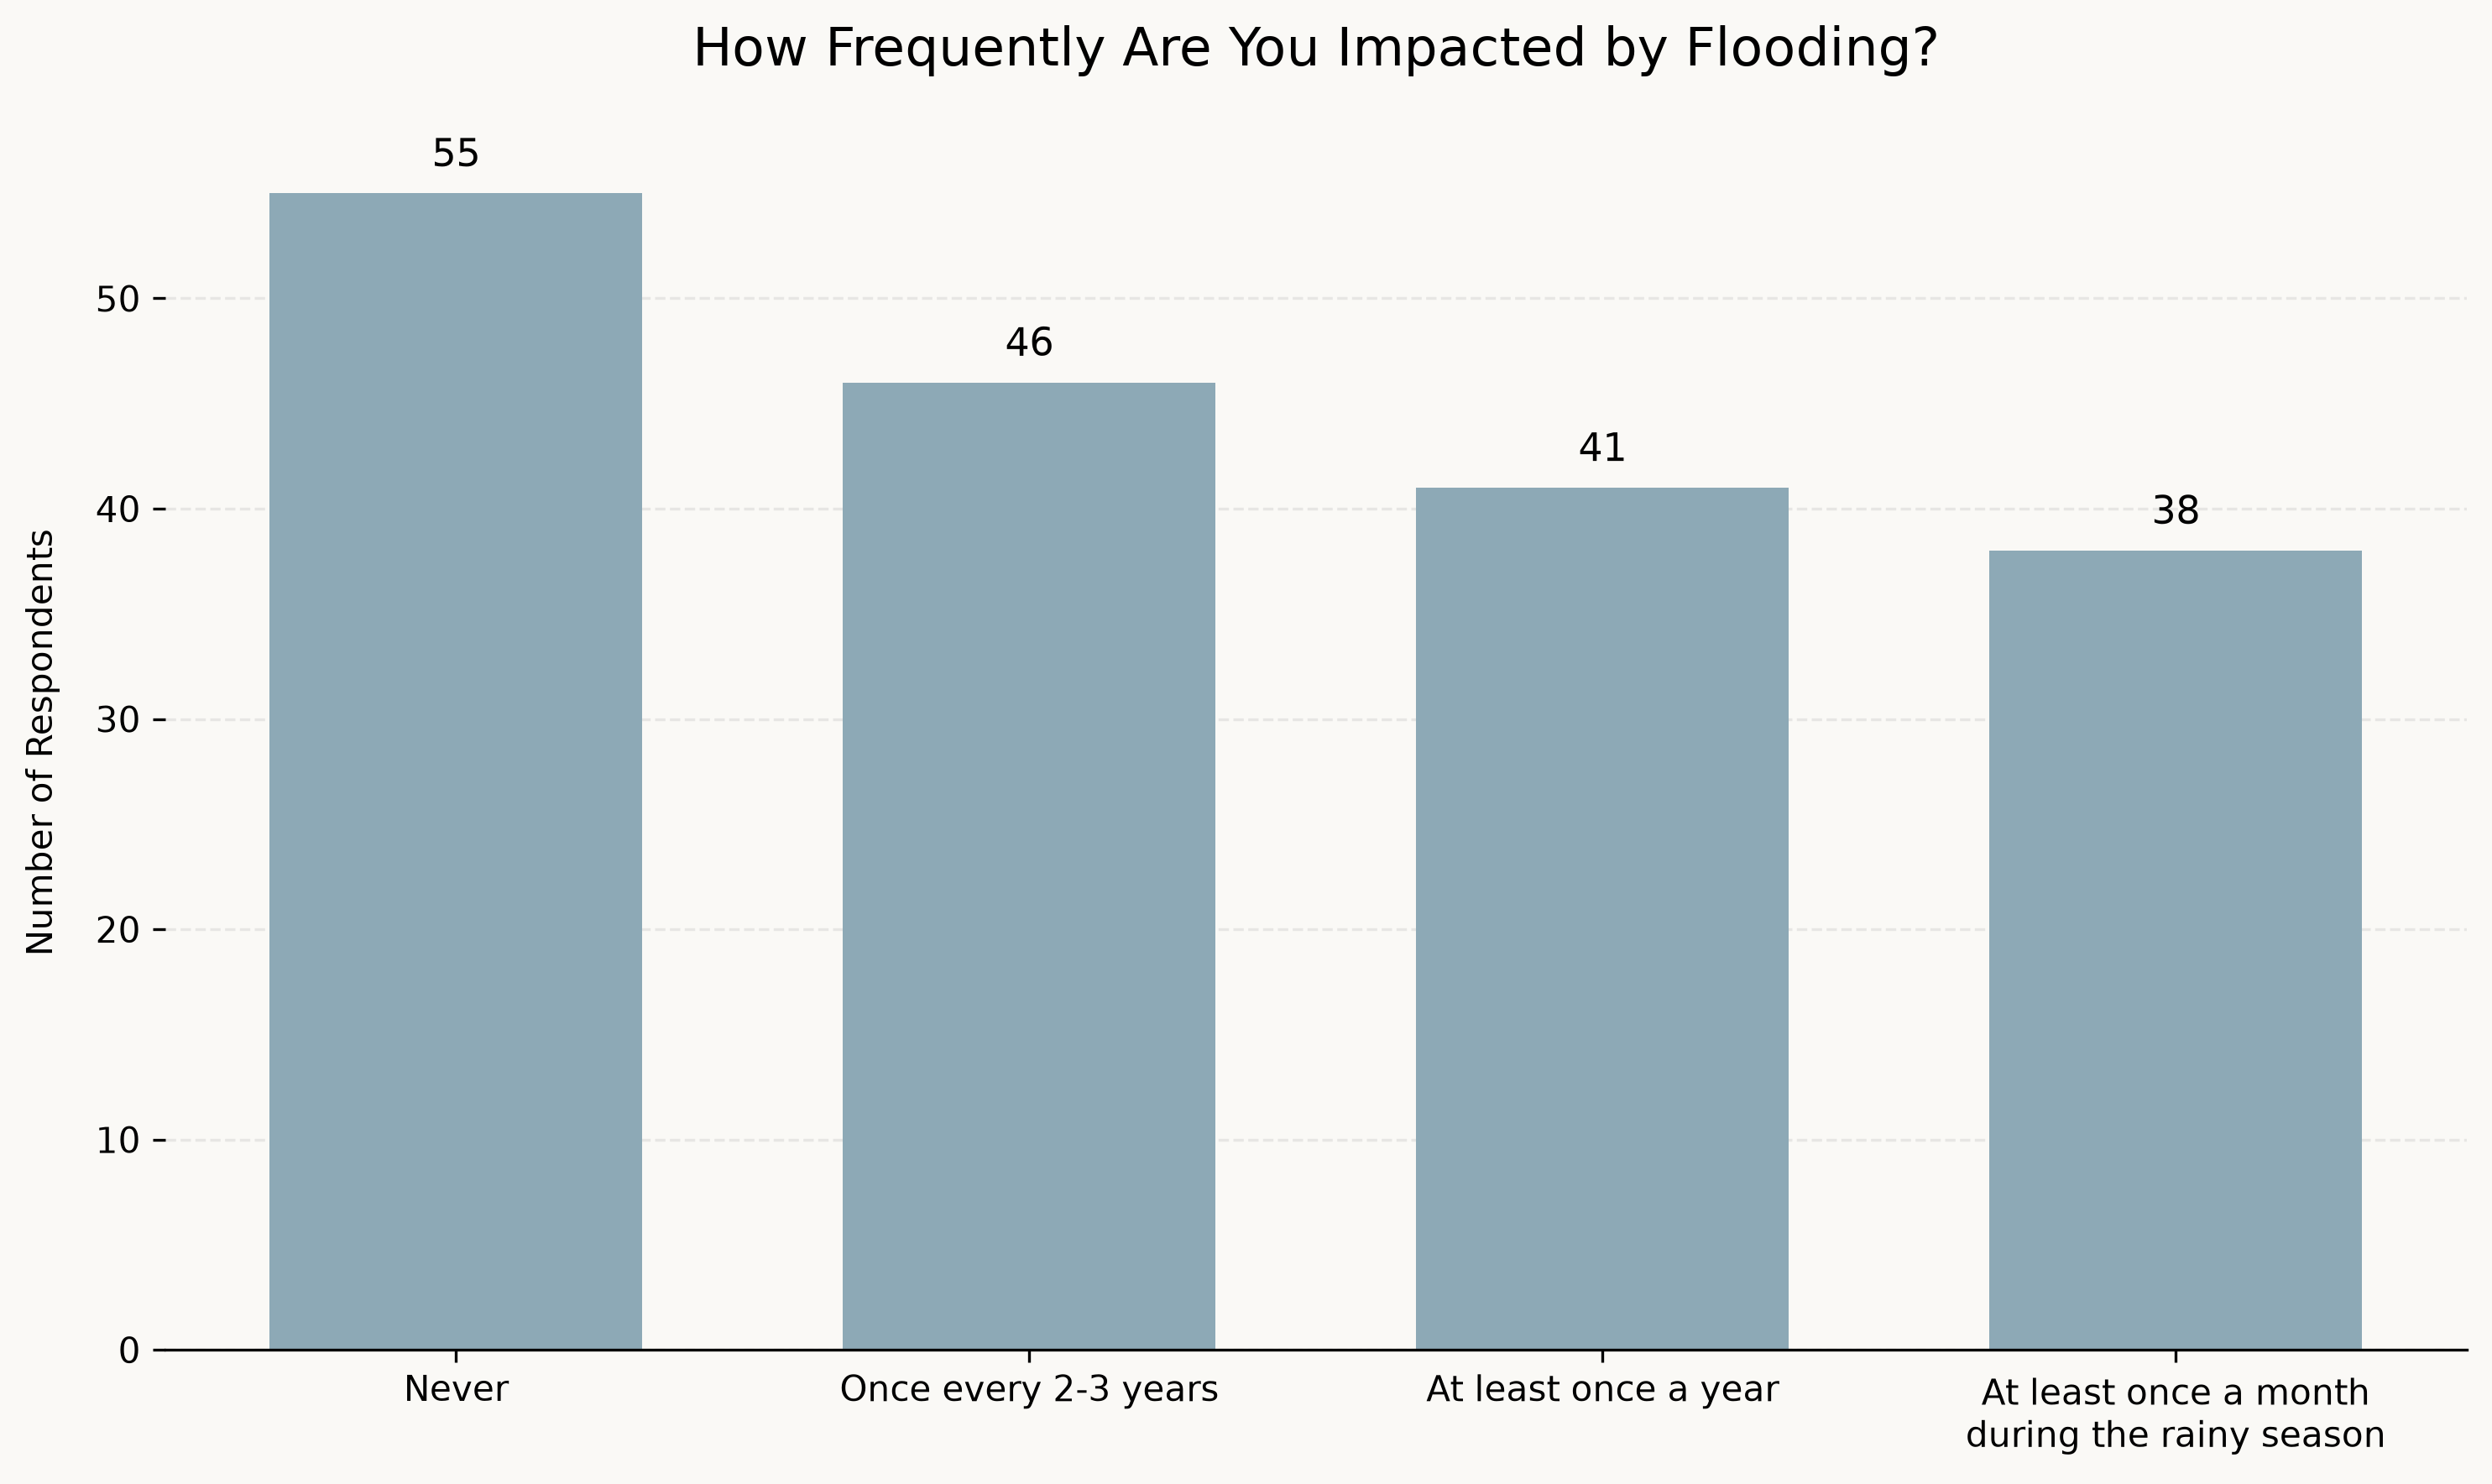 How Frequently Are You Impacted by Flooding?
55
46
41
38
50
40
30
20
10
0
Number of Respondents
Never
Once every 2-3 years
At least once a year
At least once a month
during the rainy season